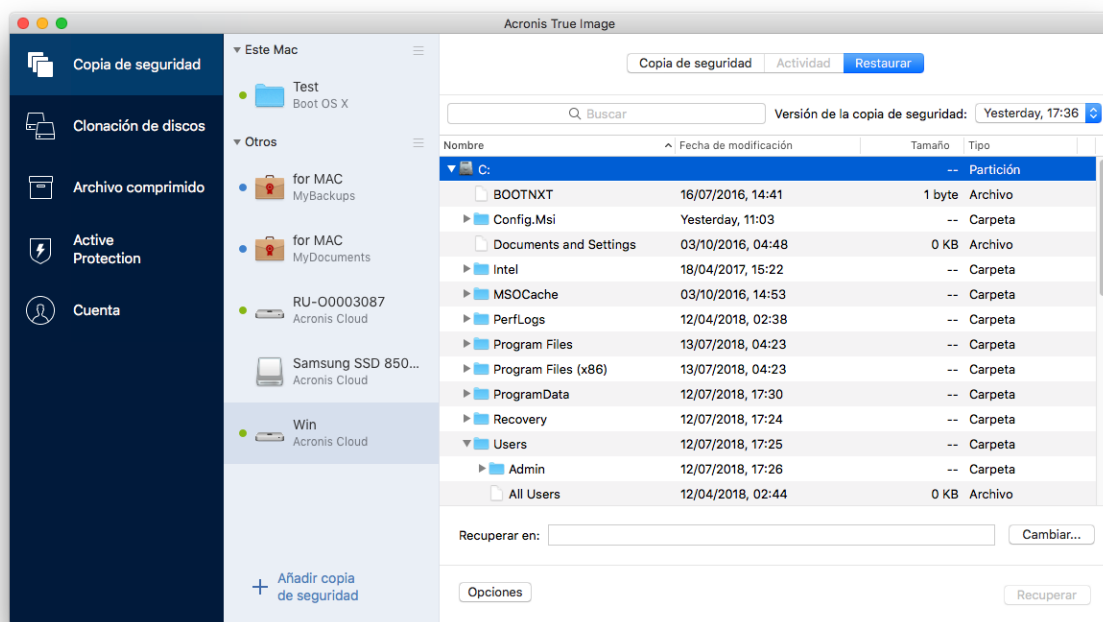 Acronis True Image
Copia de seguridad
Clonación de discos
Archivo comprimido
Active
Protection
Cuenta
Este Mac
Test
Boot OS X
Otros
for MAC
MyBackups
for MAC
MyDocuments
RU-O0003087
Acronis Cloud
Samsung SSD 850...
Acronis Cloud
Win
Acronis Cloud
Añadir copia
de seguridad
Copia de seguridad Actividad Restaurar
Buscar Versión de la copia de seguridad: Yesterday, 17:36
Nombre Fecha de modificación Tamaño Tipo
C: -- Partición
BOOTNXT 16/07/2016, 14:41 1 byte Archivo
Config.Msi Yesterday, 11:03 -- Carpeta
Documents and Settings 03/10/2016, 04:48 0 KB Archivo
Intel 18/04/2017, 15:22 -- Carpeta
MSOCache 03/10/2016, 14:53 -- Carpeta
PerfLogs 12/04/2018, 02:38 -- Carpeta
Program Files 13/07/2018, 04:23 -- Carpeta
Program Files (x86) 13/07/2018, 04:23 -- Carpeta
ProgramData 12/07/2018, 17:30 -- Carpeta
Recovery 12/07/2018, 17:24 -- Carpeta
Users 12/07/2018, 17:25 -- Carpeta
Admin 12/07/2018, 17:26 -- Carpeta
All Users 12/04/2018, 02:44 0 KB Archivo
Recuperar en: Cambiar...
Opciones Recuperar